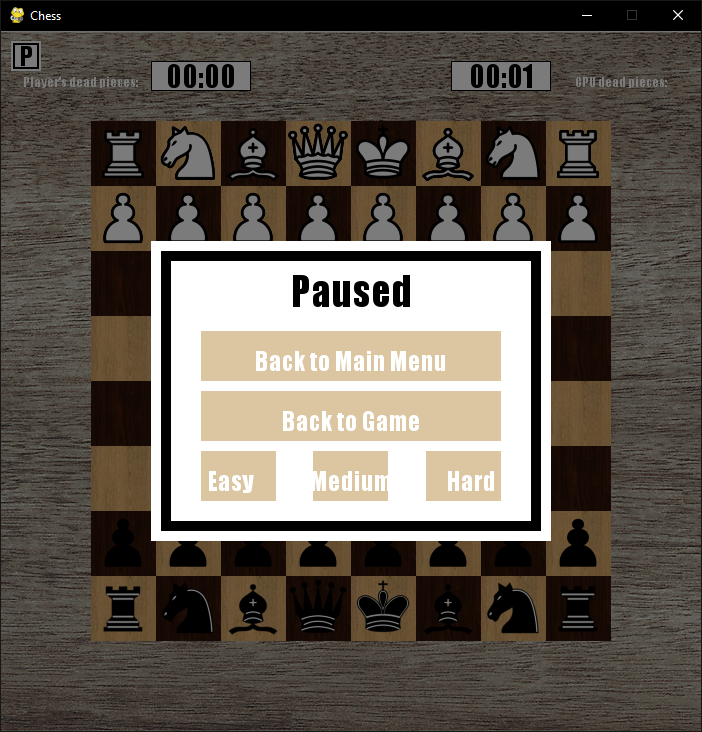 Chess
P
Player's dead pieces:
00:00
00:01
CPU dead pieces:
Paused
Back to Main Menu
Back to Game
Easy
Medium
Hard